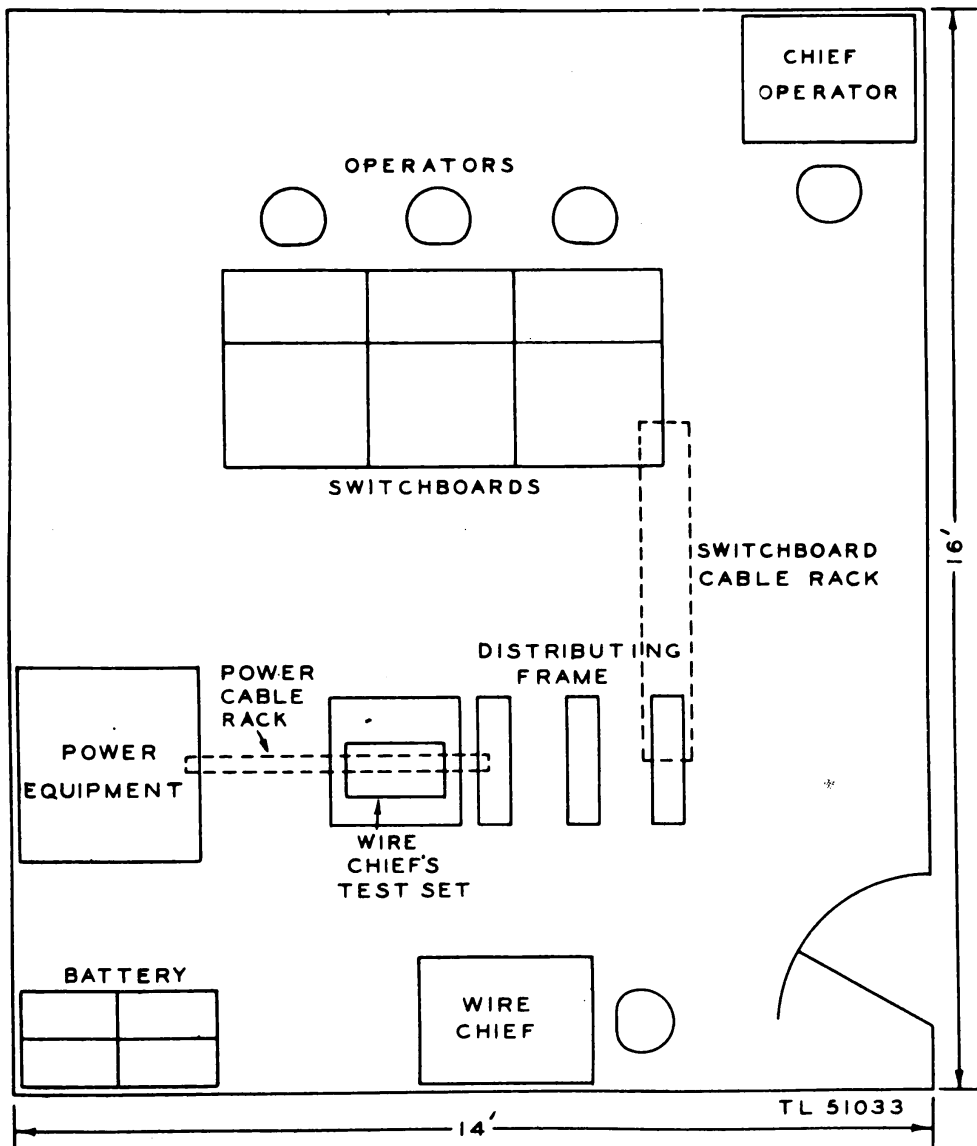 CHIEF
OPERATOR
OPERATORS
SWITCHBOARDS
SWITCHBOARD
CABLE RACK
16'
DISTRIBUTING
FRAME
POWER
CABLE
RACK
POWER
EQUIPMENT
WIRE
CHIEF'S
TEST SET
BATTERY
WIRE
CHIEF
TL 51033
14'